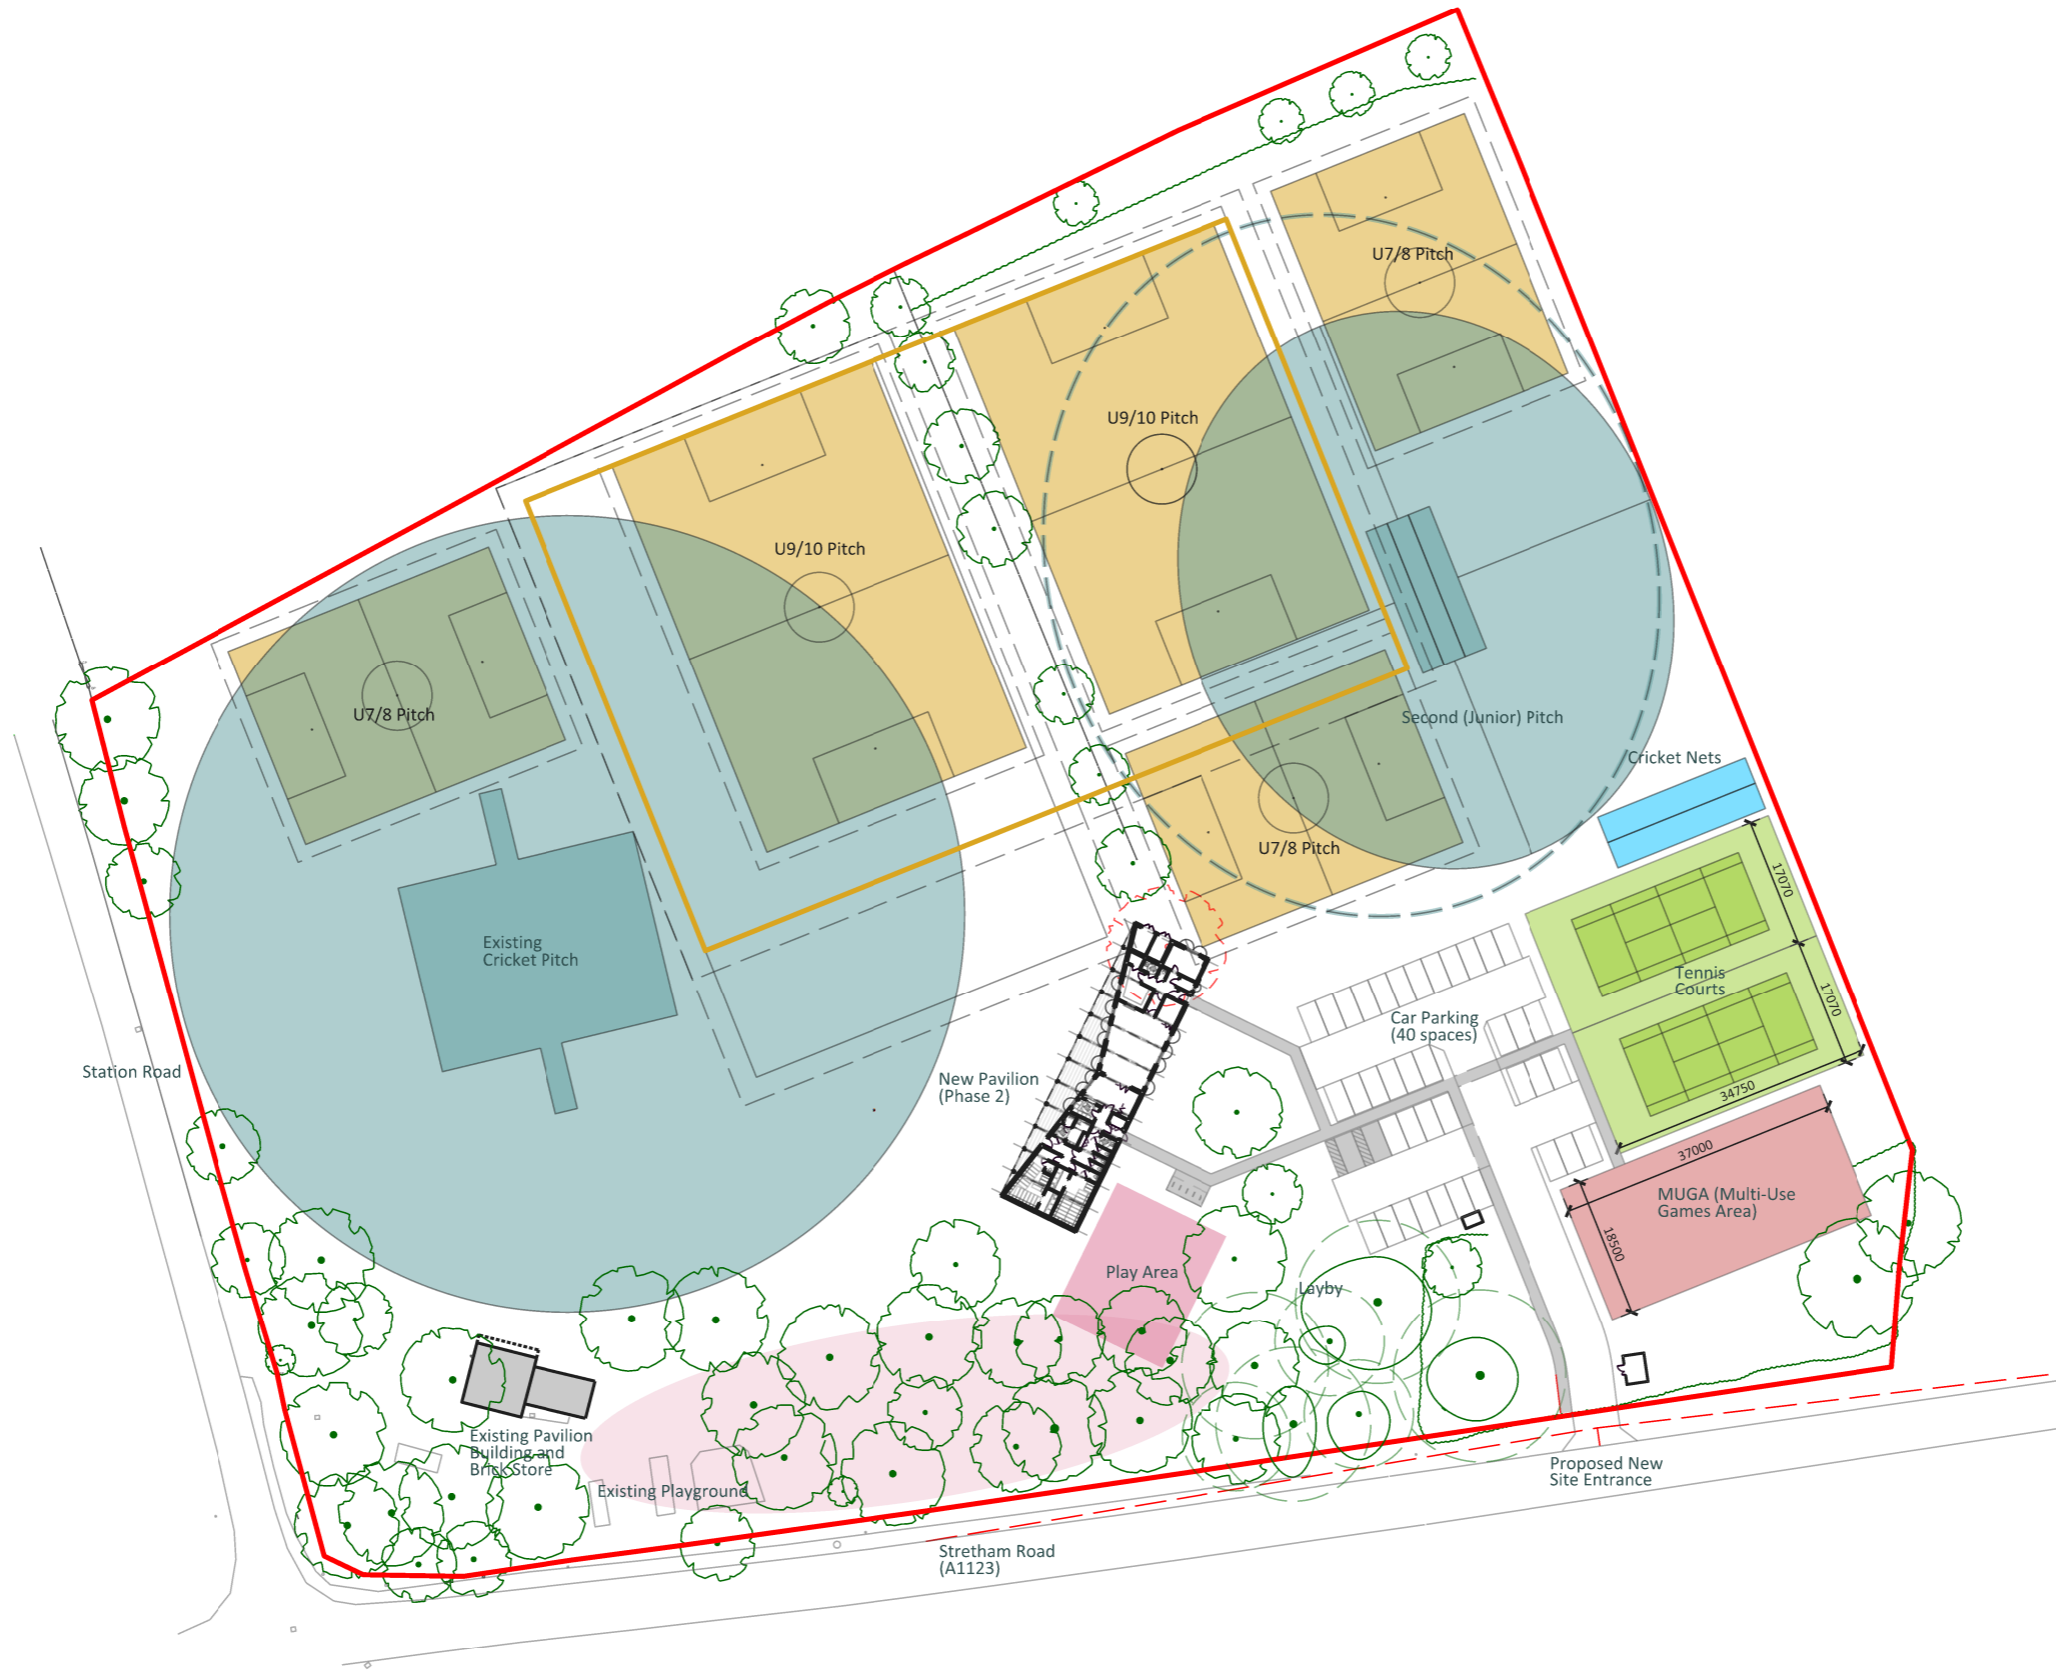 U7/8 Pitch
U9/10 Pitch
U9/10 Pitch
U7/8 Pitch
Second (Junior) Pitch
Cricket Nets
U7/8 Pitch
17070
Existing
Cricket Pitch
Tennis
Courts
17070
Car Parking
(40 spaces)
Station Road
New Pavilion
(Phase 2)
34750
37000
MUGA (Multi-Use
Games Area)
18500
Play Area
Layby
Existing Pavilion
Building and
Brick Store
Existing Playground
Proposed New
Site Entrance
Stretham Road
(A1123)